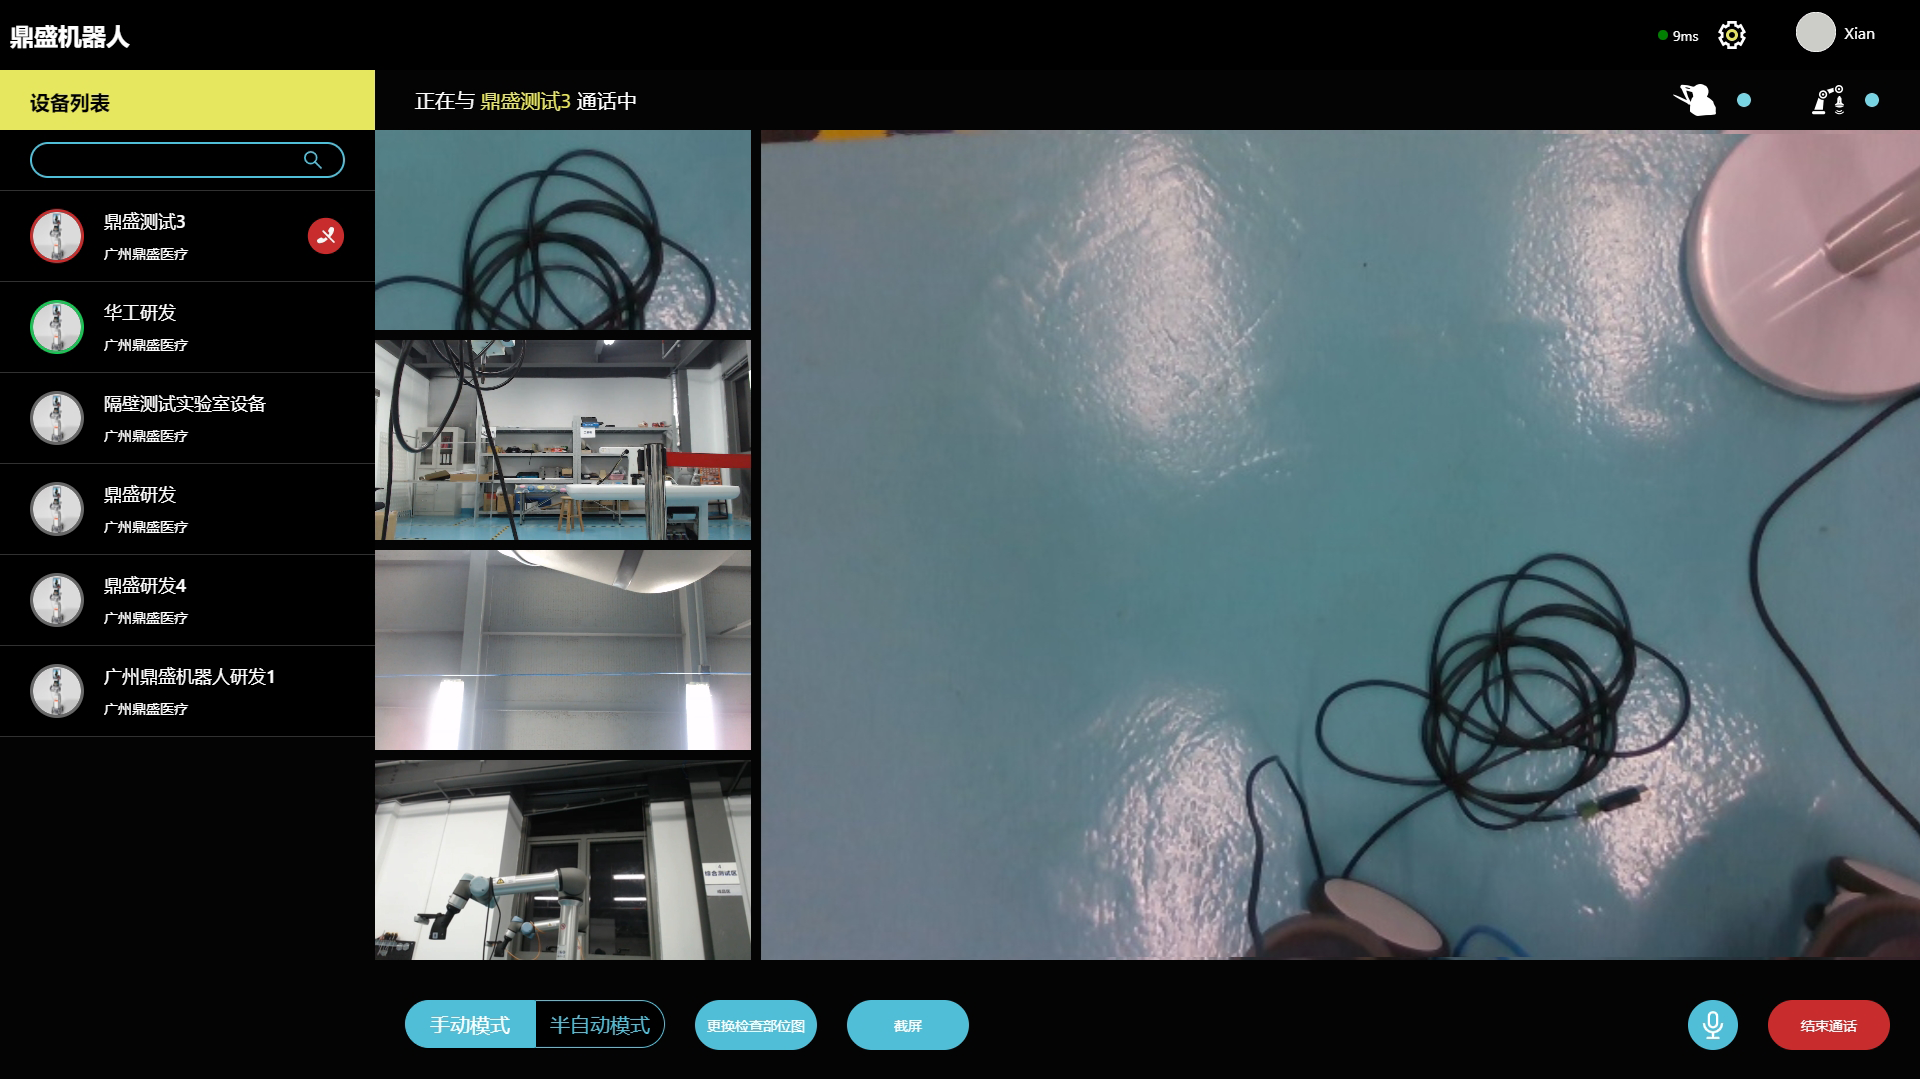 鼎盛机器人
9ms
Xian
设备列表
正在与 鼎盛测试3 通话中
鼎盛测试3
广州鼎盛医疗
华工研发
广州鼎盛医疗
隔壁测试实验室设备
广州鼎盛医疗
鼎盛研发
广州鼎盛医疗
鼎盛研发4
广州鼎盛医疗
广州鼎盛机器人研发1
广州鼎盛医疗
4
综合测试区
手动模式
半自动模式
更换检查部位图
截屏
结束通话